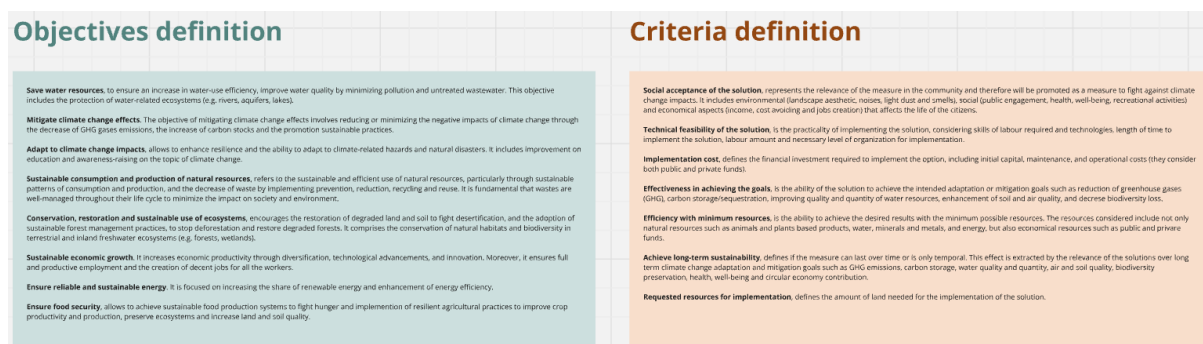 Objectives definition
Save water resources, to ensure an increase in water-use efficiency, improve water quality by minimizing pollution and untreated wastewater. This objective
includes the protection of water-related ecosystems (e.g. rivers, aquifers, lakes).
Mitigate climate change effects. The objective of mitigating climate change effects involves reducing or minimizing the negative impacts of climate change through
the decrease of GHG gases emissions, the increase of carbon stocks and the promotion sustainable practices.
Adapt to climate change impacts, allows to enhance resilience and the ability to adapt to climate-related hazards and natural disasters. It includes improvement on
education and awareness-raising on the topic of climate change.
Sustainable consumption and production of natural resources, refers to the sustainable and efficient use of natural resources, particularly through sustainable
patterns of consumption and production, and the decrease of waste by implementing prevention, reduction, recycling and reuse. It is fundamental that wastes are
well-managed throughout their life cycle to minimize the impact on society and environment.
Conservation, restoration and sustainable use of ecosystems, encourages the restoration of degraded land and soil to fight desertification, and the adoption of
sustainable forest management practices, to stop deforestation and restore degraded forests. It comprises the conservation of natural habitats and biodiversity in
terrestrial and inland freshwater ecosystems (e.g. forests, wetlands).
Sustainable economic growth. It increases economic productivity through diversification, technological advancements, and innovation. Moreover, it ensures full
and productive employment and the creation of decent jobs for all the workers.
Ensure reliable and sustainable energy. It is focused on increasing the share of renewable energy and enhancement of energy efficiency.
Ensure food security, allows to achieve sustainable food production systems to fight hunger and implemention of resilient agricultural practices to improve crop
productivity and production, preserve ecosystems and increase land and soil quality.
Criteria definition
Social acceptance of the solution, represents the relevance of the measure in the community and therefore will be promoted as a measure to fight against climate
change impacts. It includes environmental (landscape aesthetic, noises, light dust and smells), social (public engagement, health, well-being, recreational activities)
and economical aspects (income, cost avoiding and jobs creation) that affects the life of the citizens.
Technical feasibility of the solution, is the practicality of implementing the solution, considering skills of labour required and technologies, length of time to
implement the solution, labour amount and necessary level of organization for implementation.
Implementation cost, defines the financial investment required to implement the option, including initial capital, maintenance, and operational costs (they consider
both public and private funds).
Effectiveness in achieving the goals, is the ability of the solution to achieve the intended adaptation or mitigation goals such as reduction of greenhouse gases
(GHG), carbon storage/sequestration, improving quality and quantity of water resources, enhancement of soil and air quality, and decrese biodiversity loss.
Efficiency with minimum resources, is the ability to achieve the desired results with the minimum possible resources. The resources considered include not only
natural resources such as animals and plants based products, water, minerals and metals, and energy, but also economical resources such as public and private
funds.
Achieve long-term sustainability, defines if the measure can last over time or is only temporal. This effect is extracted by the relevance of the solutions over long
term climate change adaptation and mitigation goals such as GHG emissions, carbon storage, water quality and quantity, air and soil quality, biodiversity
preservation, health, well-being and circular economy contribution.
Requested resources for implementation, defines the amount of land needed for the implementation of the solution.